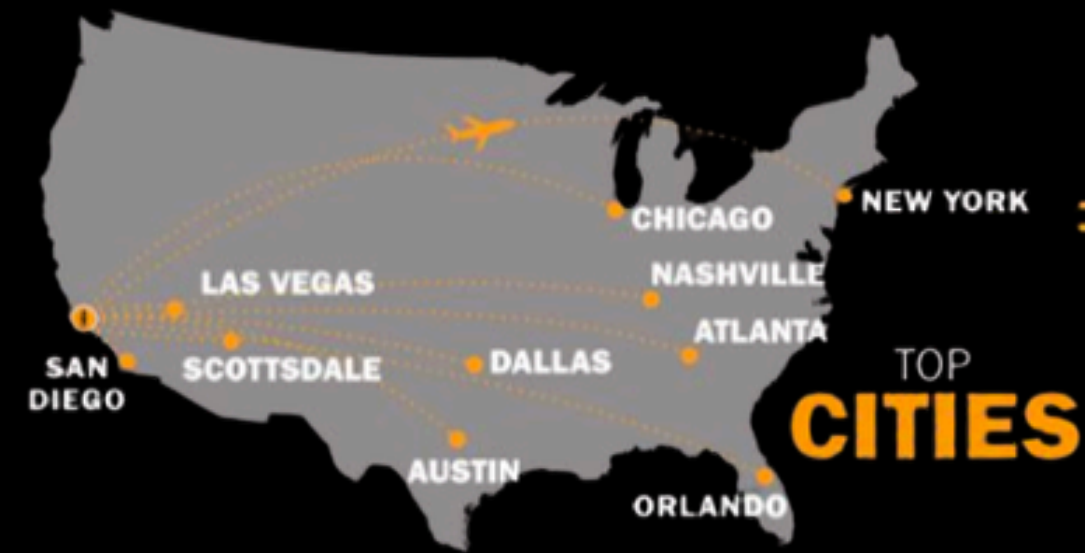 NEW YORK
CHICAGO
NASHVILLE
LAS VEGAS
ATLANTA
DALLAS
SCOTTSDALE
SAN
DIEGO
TOP
CITIES
AUSTIN
ORLANDO